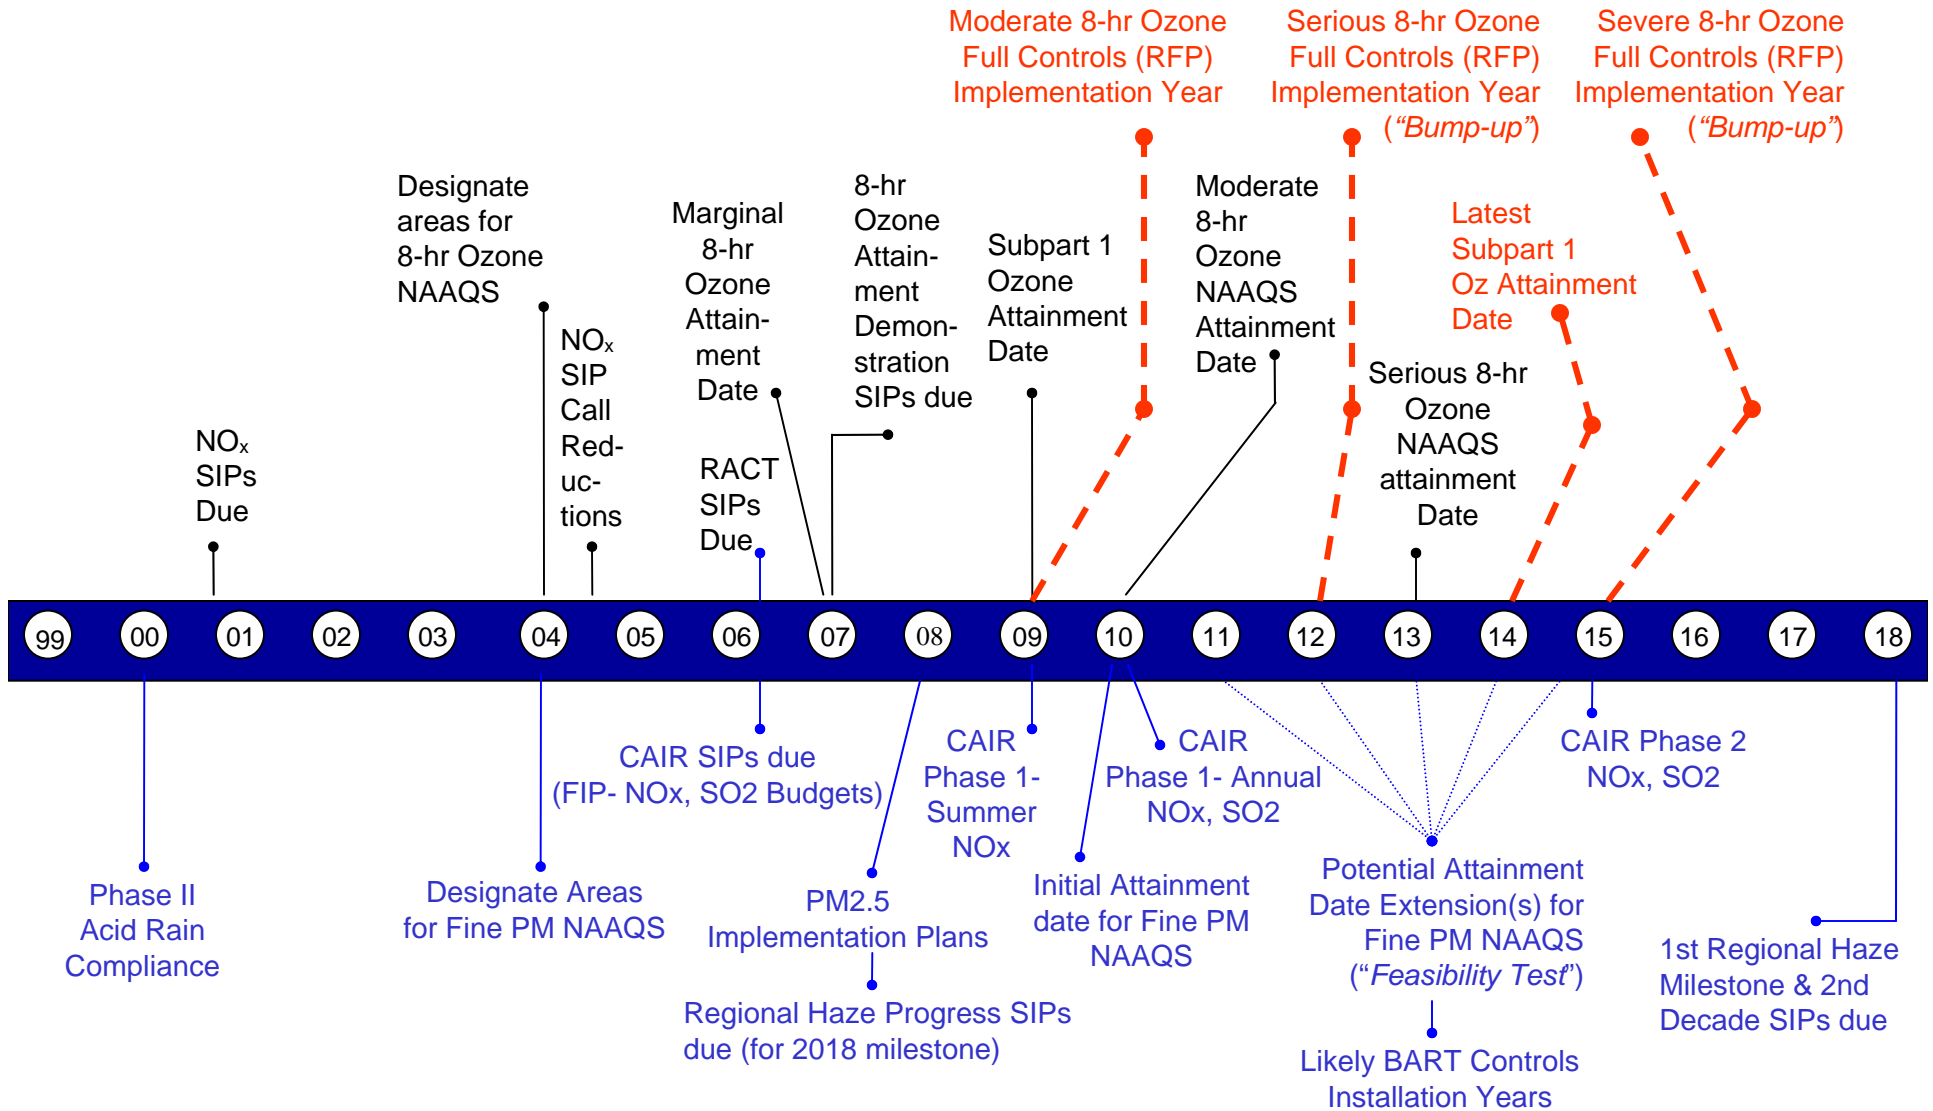 Moderate 8-hr Ozone
Full Controls (RFP)
Implementation Year
Serious 8-hr Ozone
Full Controls (RFP)
Implementation Year
(“Bump-up”)
Severe 8-hr Ozone
Full Controls (RFP)
Implementation Year
(“Bump-up”)
Designate
areas for
8-hr Ozone
NAAQS
Marginal
8-hr
Ozone
Attain-
ment
Date
8-hr
Ozone
Attain-
ment
Demon-
stration
SIPs due
Subpart 1
Ozone
Attainment
Date
Moderate
8-hr
Ozone
NAAQS
Attainment
Date
Latest
Subpart 1
Oz Attainment
Date
NOx
SIP
Call
Red-
uc-
tions
Serious 8-hr
Ozone
NAAQS
attainment
Date
NOx
SIPs
Due
RACT
SIPs
Due
99 00 01 02 03 04 05 06 07 08 09 10 11 12 13 14 15 16 17 18
CAIR SIPs due
(FIP- NOx, SO2 Budgets)
CAIR
Phase 1-
Summer
NOx
CAIR
Phase 1- Annual
NOx, SO2
CAIR Phase 2
NOx, SO2
Phase II
Acid Rain
Compliance
Designate Areas
for Fine PM NAAQS
PM2.5
Implementation Plans
Initial Attainment
date for Fine PM
NAAQS
Potential Attainment
Date Extension(s) for
Fine PM NAAQS
(“Feasibility Test”)
1st Regional Haze
Milestone & 2nd
Decade SIPs due
Regional Haze Progress SIPs
due (for 2018 milestone)
Likely BART Controls
Installation Years